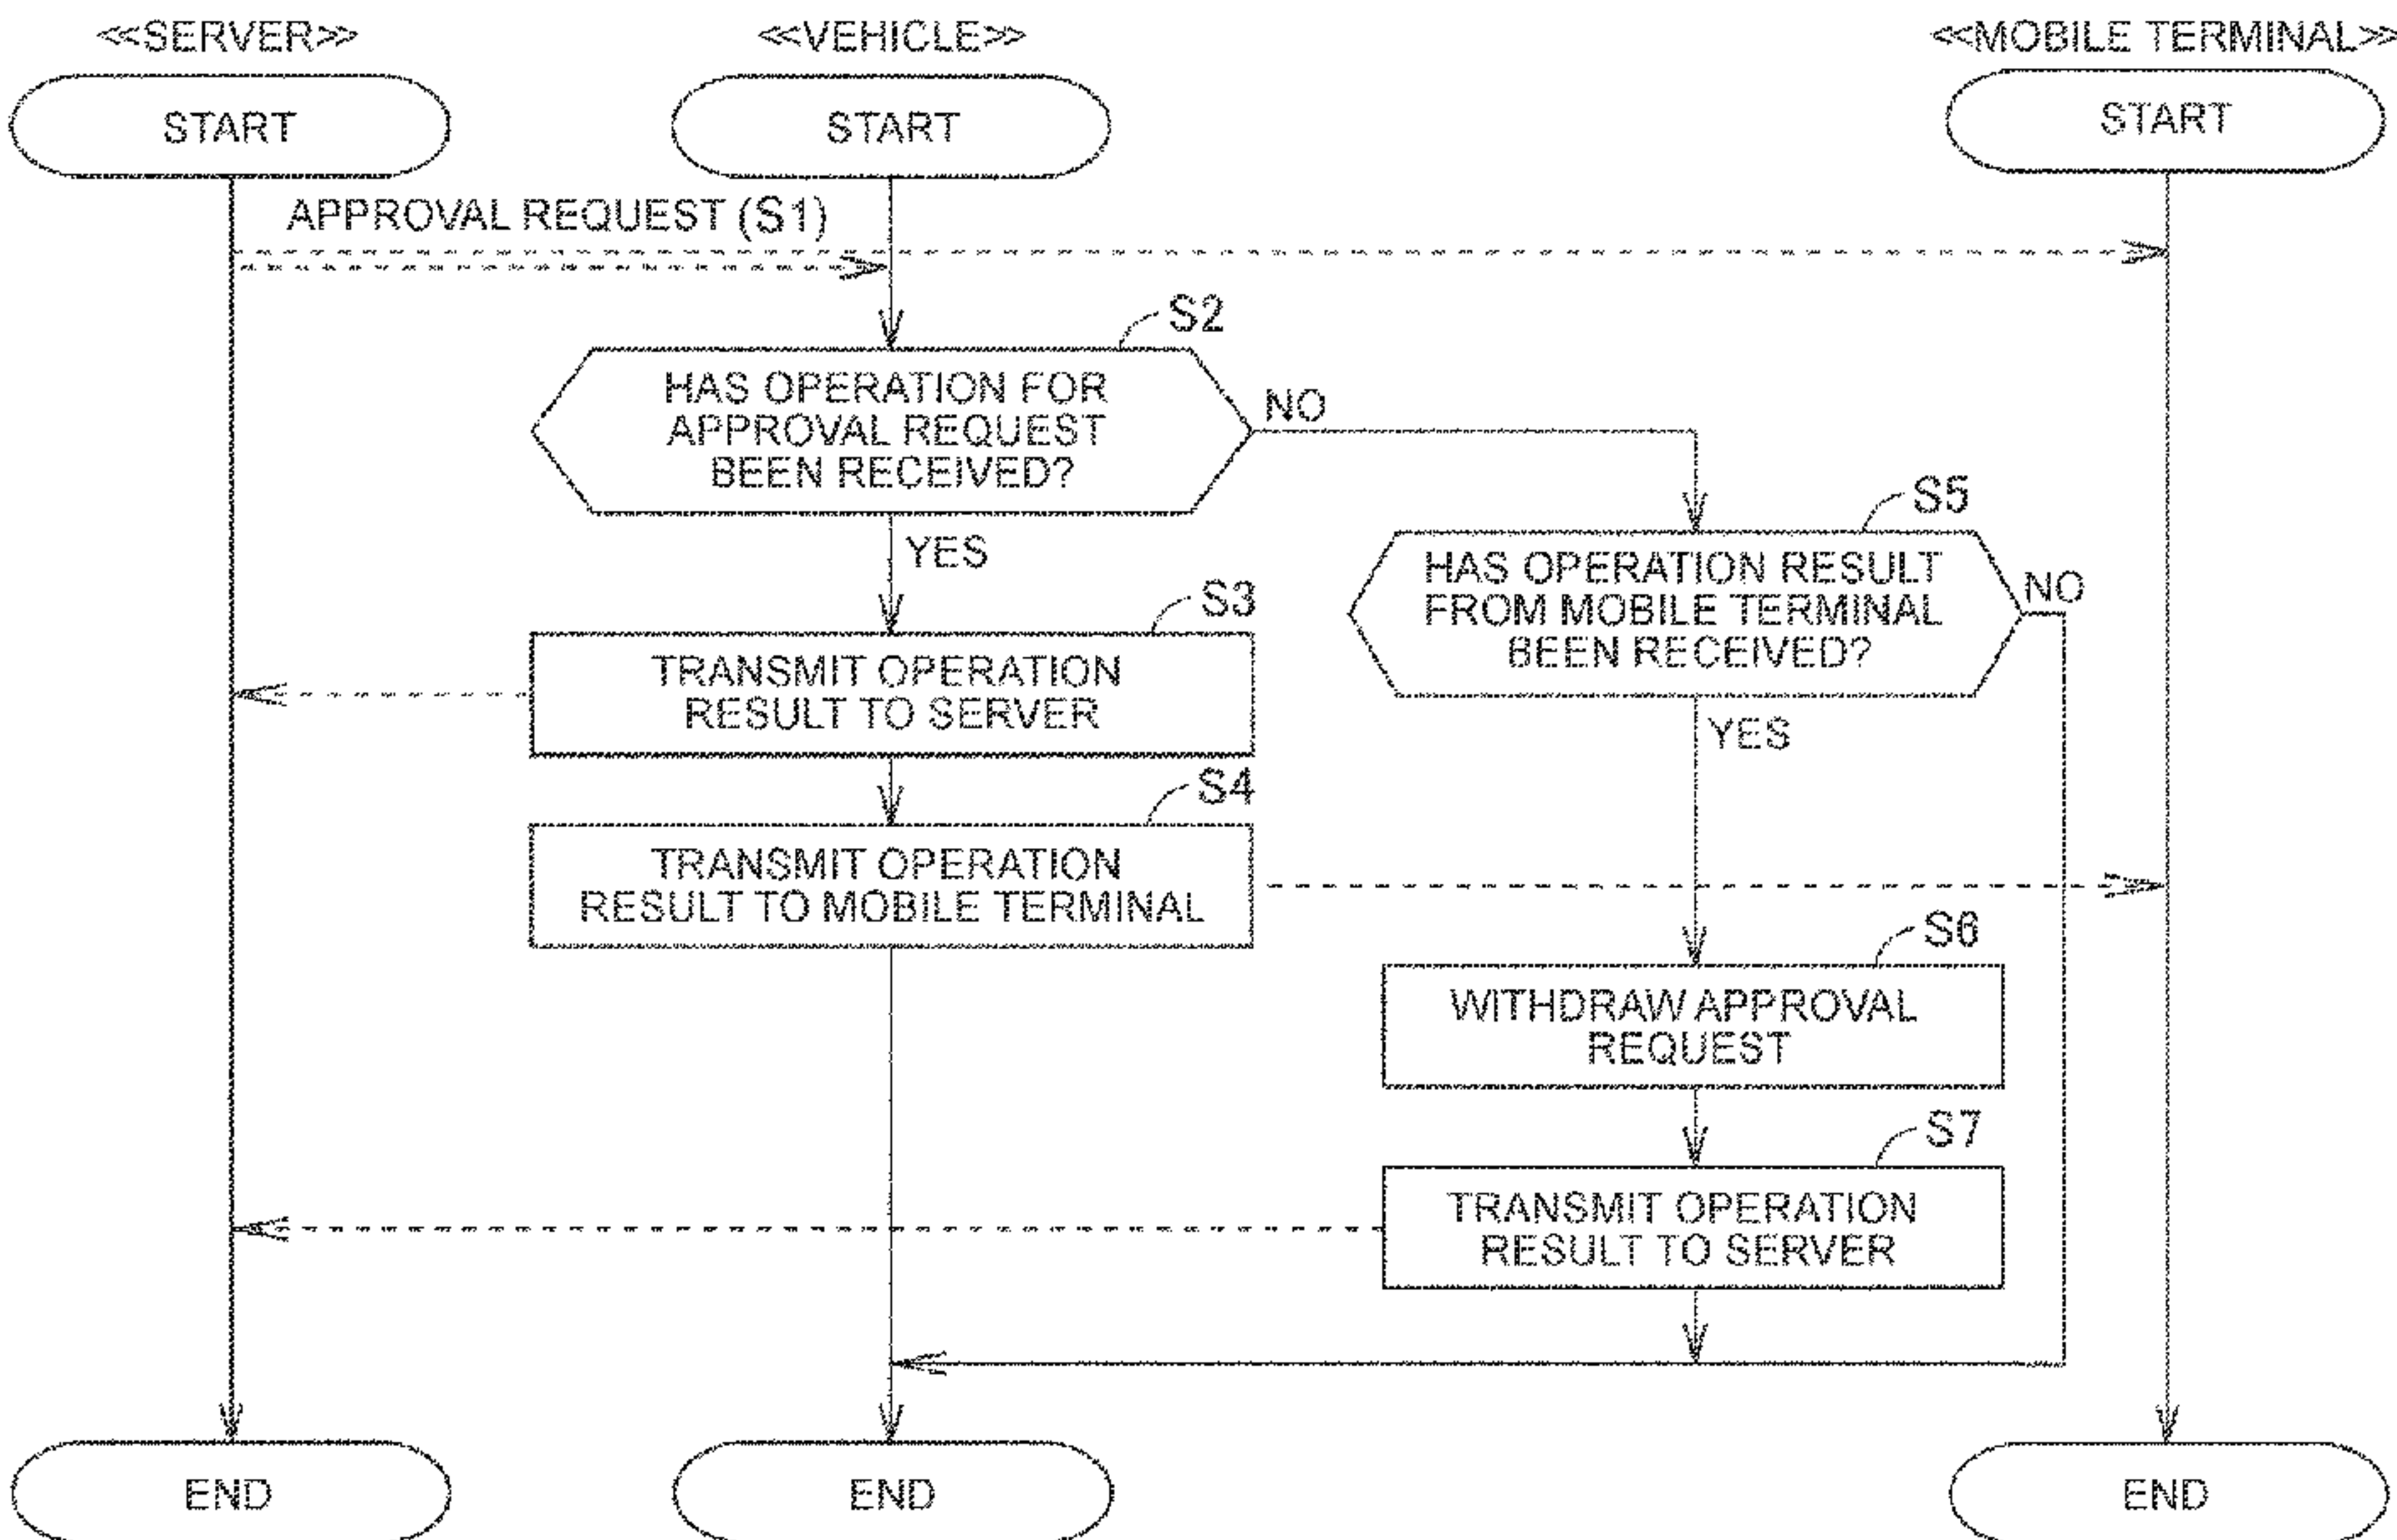 <<SERVER>>
<<VEHICLE>>
<<MOBILE TERMINAL>>
START
START
START
APPROVAL REQUEST (S1)
S2
HAS OPERATION FOR
APPROVAL REQUEST
BEEN RECEIVED?
NO
YES
S5
HAS OPERATION RESULT
FROM MOBILE TERMINAL
BEEN RECEIVED?
NO
YES
S3
TRANSMIT OPERATION
RESULT TO SERVER
S4
TRANSMIT OPERATION
RESULT TO MOBILE TERMINAL
S6
WITHDRAW APPROVAL
REQUEST
S7
TRANSMIT OPERATION
RESULT TO SERVER
END
END
END